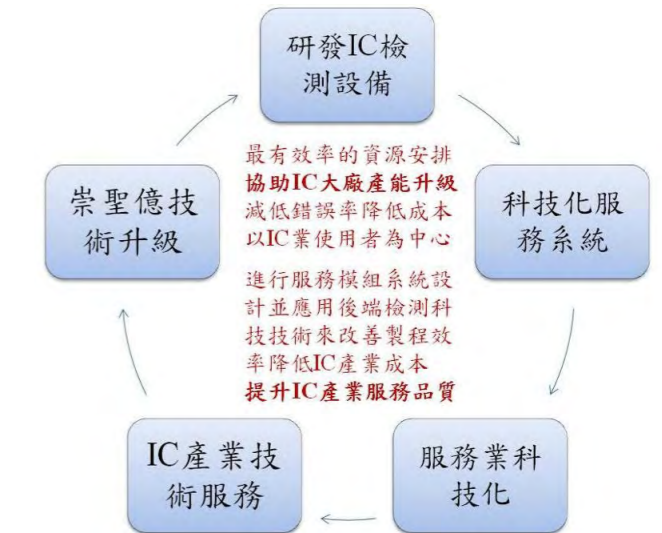 研發IC檢
測設備
最有效率的資源安排
協助IC大廠產能升級
減低錯誤率降低成本
以IC業使用者為中心
進行服務模組系統設
計並應用後端檢測科
技技術來改善製程效
率降低IC產業成本
提升IC產業服務品質
科技化服
務系統
服務業科
技化
IC產業技
術服務
崇聖億技
術升級